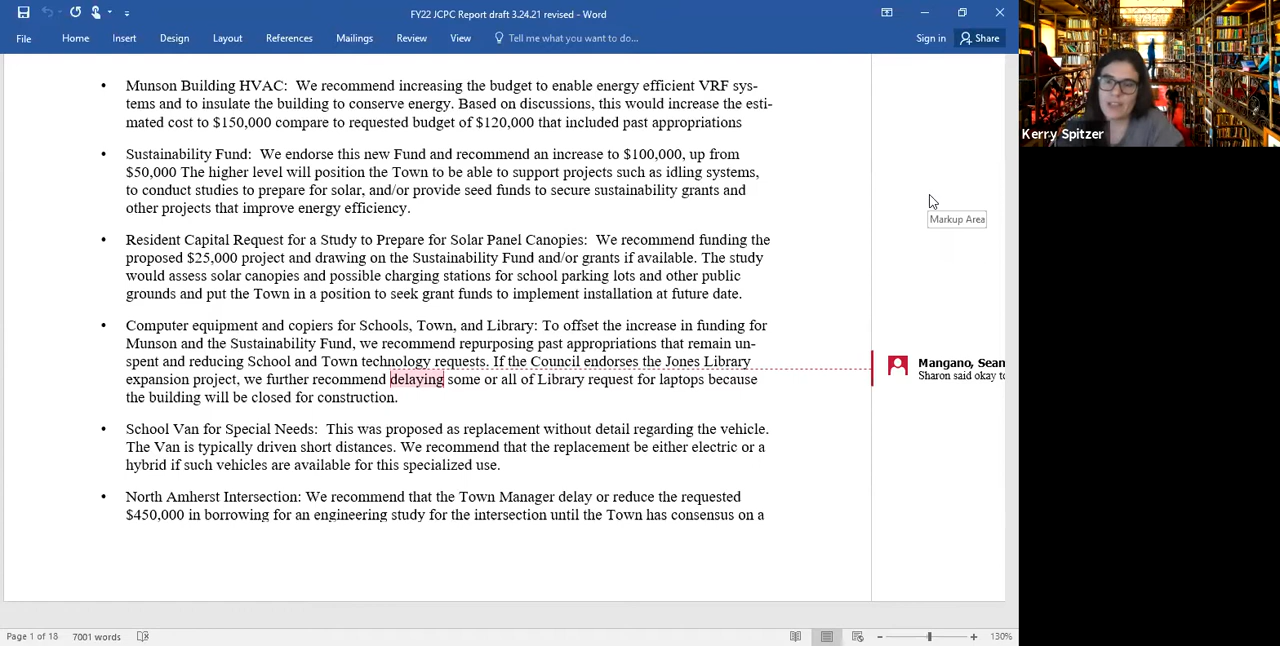 FY22 JCPC Report draft 3.24.21 revised - Word
File Home Insert Design Layout References Mailings Review View Tell me what you want to do... Sign in Share
• Munson Building HVAC: We recommend increasing the budget to enable energy efficient VRF sys-
tems and to insulate the building to conserve energy. Based on discussions, this would increase the esti-
mated cost to $150,000 compare to requested budget of $120,000 that included past appropriations
• Sustainability Fund: We endorse this new Fund and recommend an increase to $100,000, up from
$50,000 The higher level will position the Town to be able to support projects such as idling systems,
to conduct studies to prepare for solar, and/or provide seed funds to secure sustainability grants and
other projects that improve energy efficiency.
• Resident Capital Request for a Study to Prepare for Solar Panel Canopies: We recommend funding the
proposed $25,000 project and drawing on the Sustainability Fund and/or grants if available. The study
would assess solar canopies and possible charging stations for school parking lots and other public
grounds and put the Town in a position to seek grant funds to implement installation at future date.
• Computer equipment and copiers for Schools, Town, and Library: To offset the increase in funding for
Munson and the Sustainability Fund, we recommend repurposing past appropriations that remain un-
spent and reducing School and Town technology requests. If the Council endorses the Jones Library
expansion project, we further recommend delaying some or all of Library request for laptops because
the building will be closed for construction.
• School Van for Special Needs: This was proposed as replacement without detail regarding the vehicle.
The Van is typically driven short distances. We recommend that the replacement be either electric or a
hybrid if such vehicles are available for this specialized use.
• North Amherst Intersection: We recommend that the Town Manager delay or reduce the requested
$450,000 in borrowing for an engineering study for the intersection until the Town has consensus on a
Markup Area
Mangano, Sean
Sharon said okay to
Page 1 of 18 7001 words 130%
Kerry Spitzer